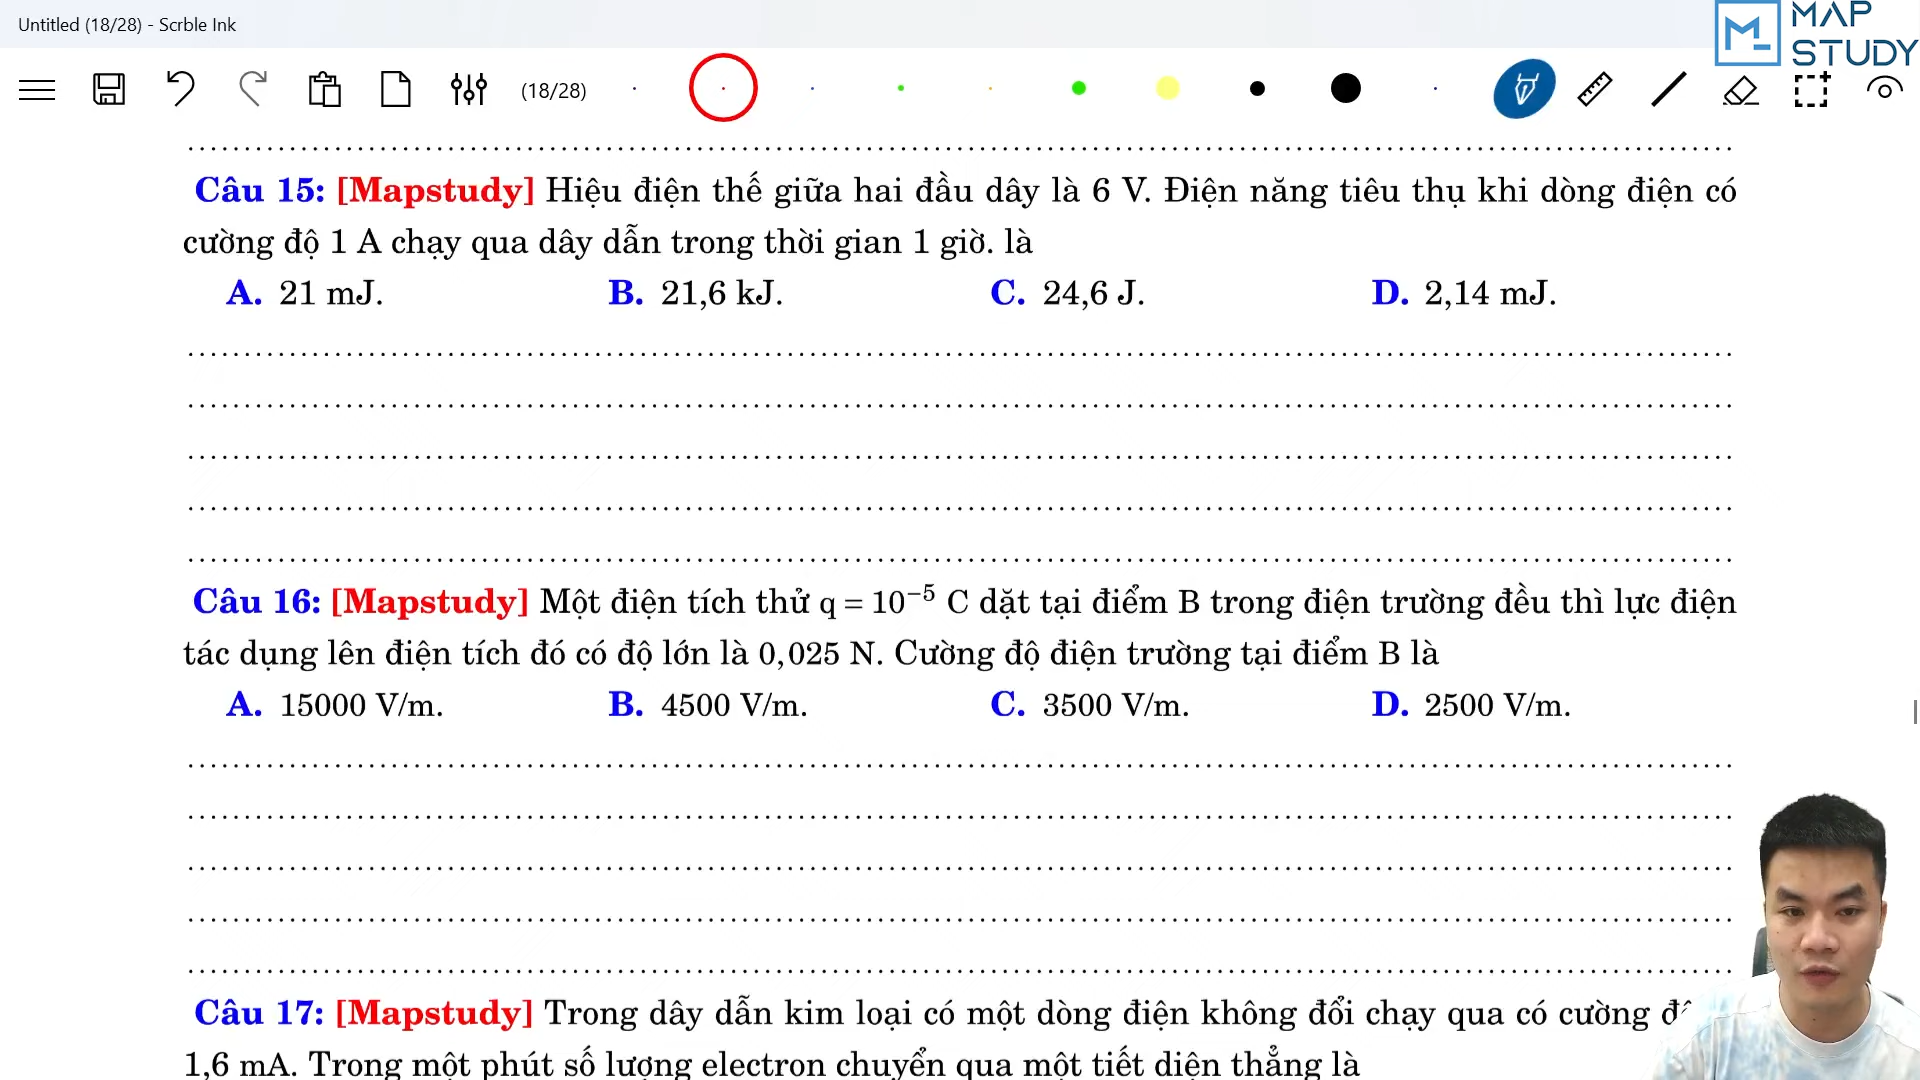 Untitled (18/28) - Scrble Ink
MAP
STUDY
(18/28)
Câu 15: [Mapstudy] Hiệu điện thế giữa hai đầu dây là 6 V. Điện năng tiêu thụ khi dòng điện có
cường độ 1 A chạy qua dây dẫn trong thời gian 1 giờ. là
A. 21 mJ. B. 21,6 kJ. C. 24,6 J. D. 2,14 mJ.
Câu 16: [Mapstudy] Một điện tích thử q = 10⁻⁵ C dặt tại điểm B trong điện trường đều thì lực điện
tác dụng lên điện tích đó có độ lớn là 0,025 N. Cường độ điện trường tại điểm B là
A. 15000 V/m. B. 4500 V/m. C. 3500 V/m. D. 2500 V/m.
Câu 17: [Mapstudy] Trong dây dẫn kim loại có một dòng điện không đổi chạy qua có cường
1,6 mA. Trong một phút số lượng electron chuyển qua một tiết diện thẳng là